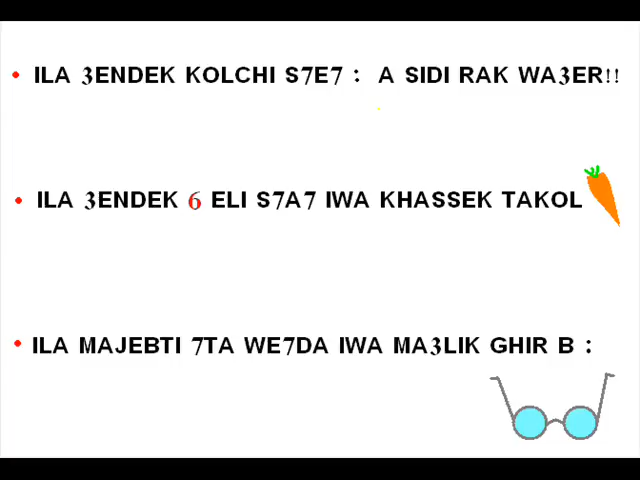 • ILA 3ENDEK KOLCHI S7E7 : A SIDI RAK WA3ER!!
• ILA 3ENDEK 6 ELI S7A7 IWA KHASSEK TAKOL
• ILA MAJEBTI 7TA WE7DA IWA MA3LIK GHIR B :